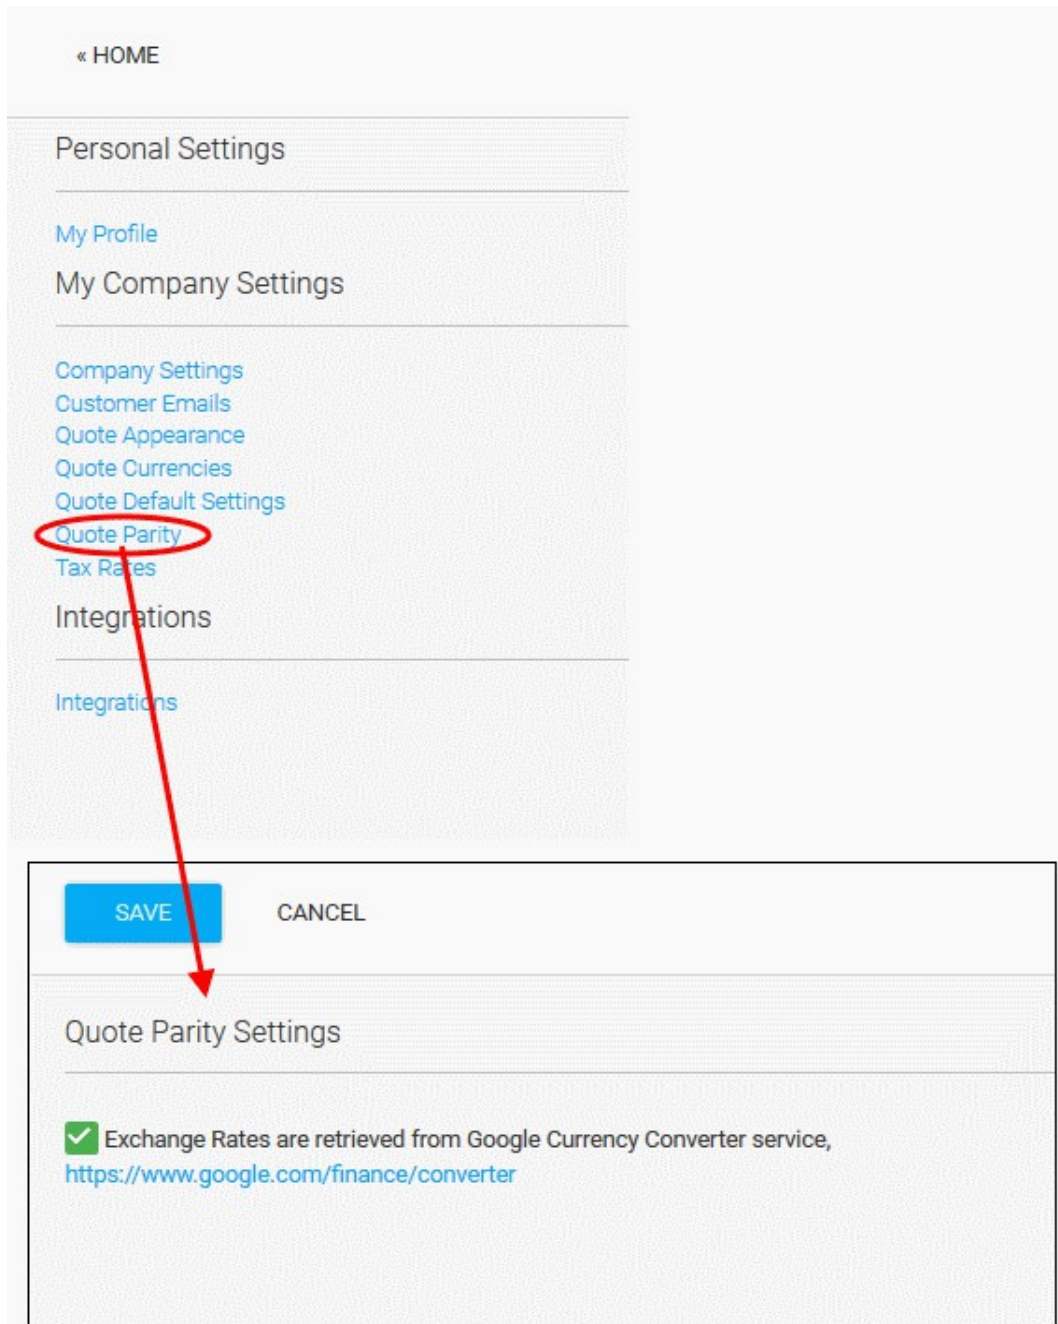 « HOME
Personal Settings
My Profile
My Company Settings
Company Settings
Customer Emails
Quote Appearance
Quote Currencies
Quote Default Settings
Quote Parity
Tax Rates
Integrations
Integrations
SAVE CANCEL
Quote Parity Settings
Exchange Rates are retrieved from Google Currency Converter service,
https://www.google.com/finance/converter